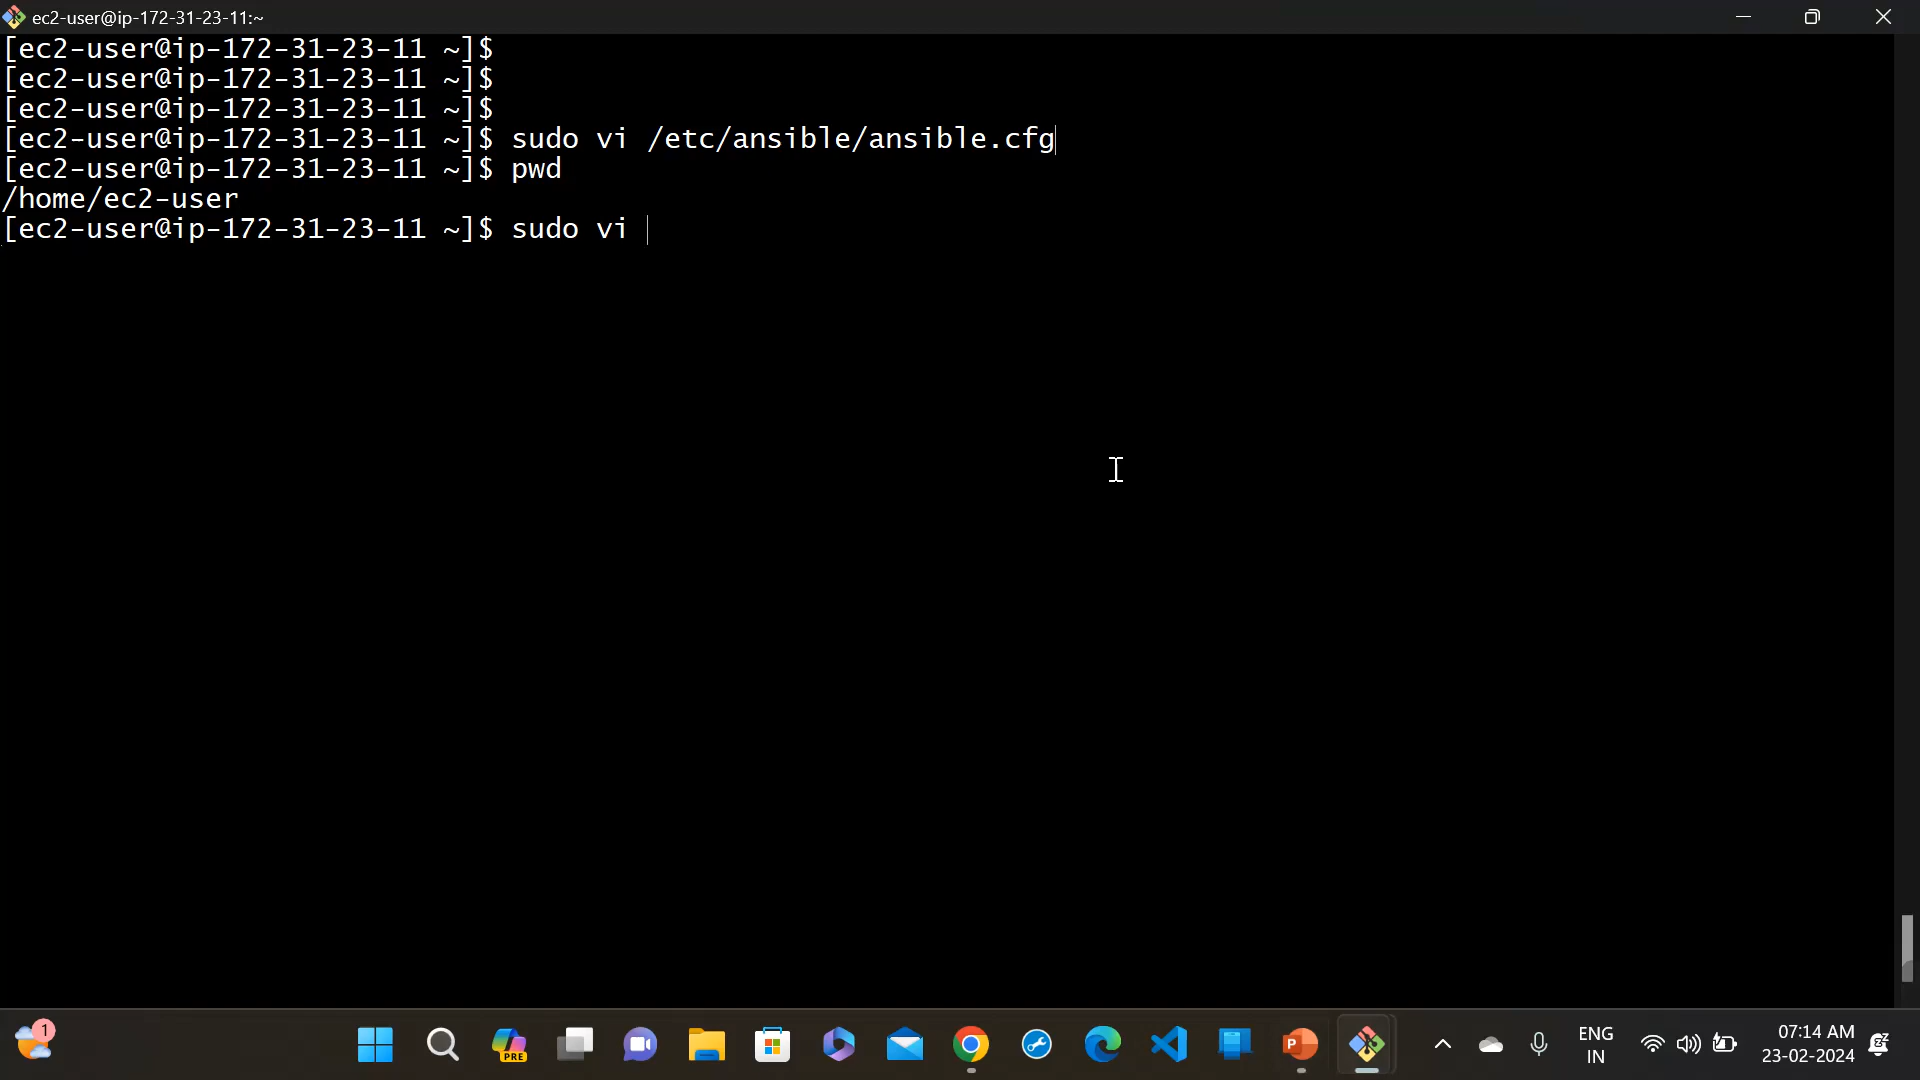 ec2-user@ip-172-31-23-11:~
[ec2-user@ip-172-31-23-11 ~]$
[ec2-user@ip-172-31-23-11 ~]$
[ec2-user@ip-172-31-23-11 ~]$
[ec2-user@ip-172-31-23-11 ~]$ sudo vi /etc/ansible/ansible.cfg
[ec2-user@ip-172-31-23-11 ~]$ pwd
/home/ec2-user
[ec2-user@ip-172-31-23-11 ~]$ sudo vi
1
PRE
P
ENG
IN
07:14 AM
23-02-2024